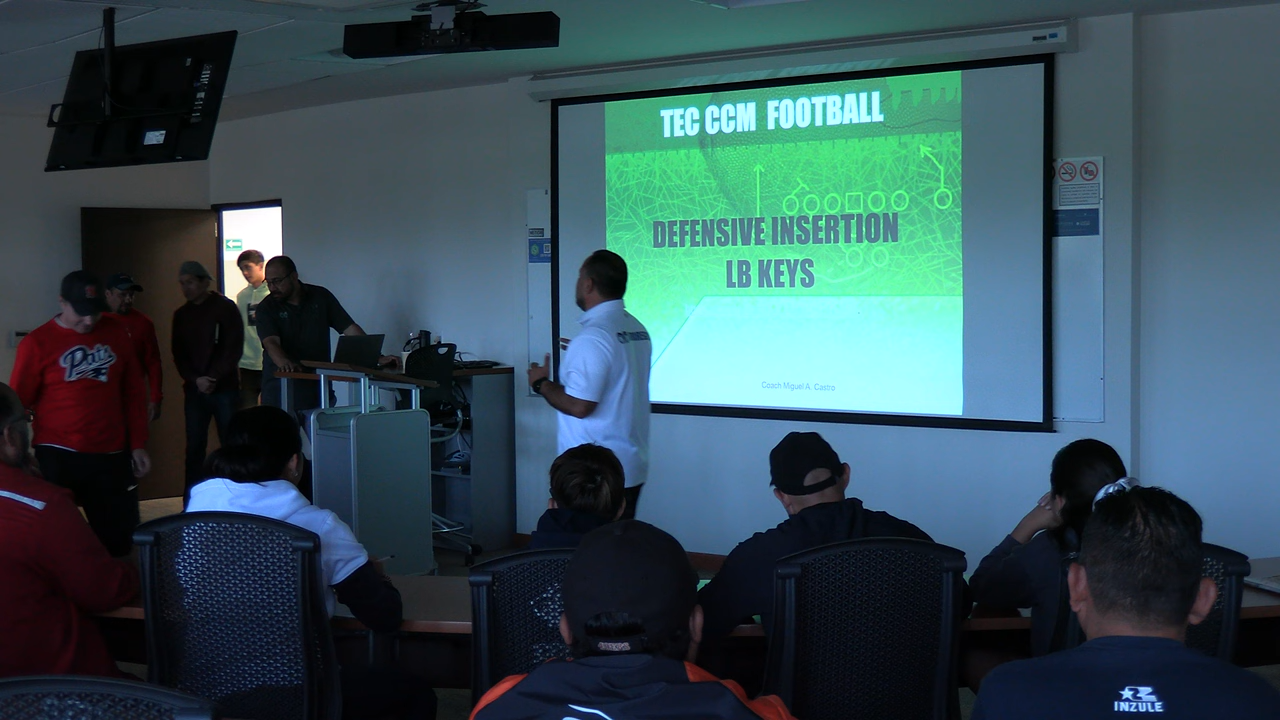 TEC CCM FOOTBALL
DEFENSIVE INSERTION
LB KEYS
Coach Miguel A. Castro
Pats
INZULE